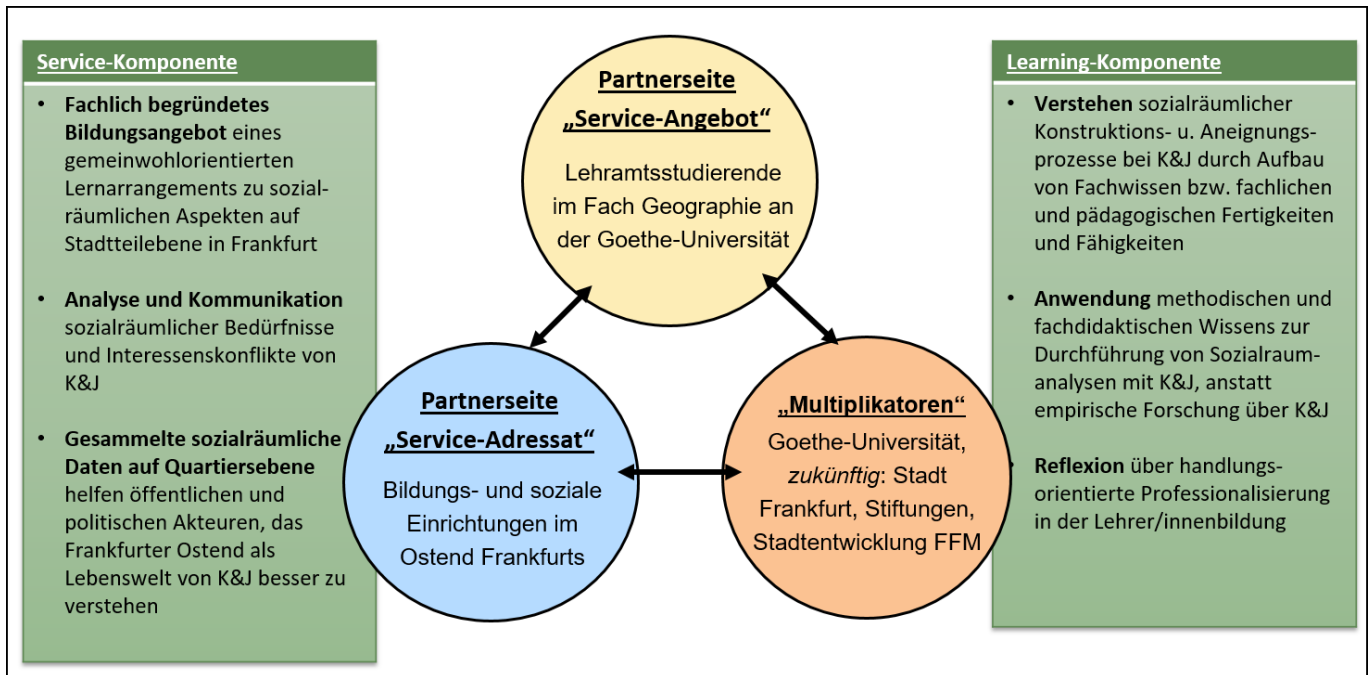 Service-Komponente
• Fachlich begründetes
Bildungsangebot eines
gemeinwohlorientierten
Lernarrangements zu sozial-
räumlichen Aspekten auf
Stadtteilebene in Frankfurt
• Analyse und Kommunikation
sozialräumlicher Bedürfnisse
und Interessenskonflikte von
K&J
• Gesammelte sozialräumliche
Daten auf Quartiersebene
helfen öffentlichen und
politischen Akteuren, das
Frankfurter Ostend als
Lebenswelt von K&J besser zu
verstehen
Partnerseite
„Service-Angebot“
Lehramtsstudierende
im Fach Geographie an
der Goethe-Universität
Partnerseite
„Service-Adressat“
Bildungs- und soziale
Einrichtungen im
Ostend Frankfurts
„Multiplikatoren“
Goethe-Universität,
zukünftig: Stadt
Frankfurt, Stiftungen,
Stadtentwicklung FFM
Learning-Komponente
• Verstehen sozialräumlicher
Konstruktions- u. Aneignungs-
prozesse bei K&J durch Aufbau
von Fachwissen bzw. fachlichen
und pädagogischen Fertigkeiten
und Fähigkeiten
• Anwendung methodischen und
fachdidaktischen Wissens zur
Durchführung von Sozialraum-
analysen mit K&J, anstatt
empirische Forschung über K&J
• Reflexion über handlungs-
orientierte Professionalisierung
in der Lehrer/innenbildung